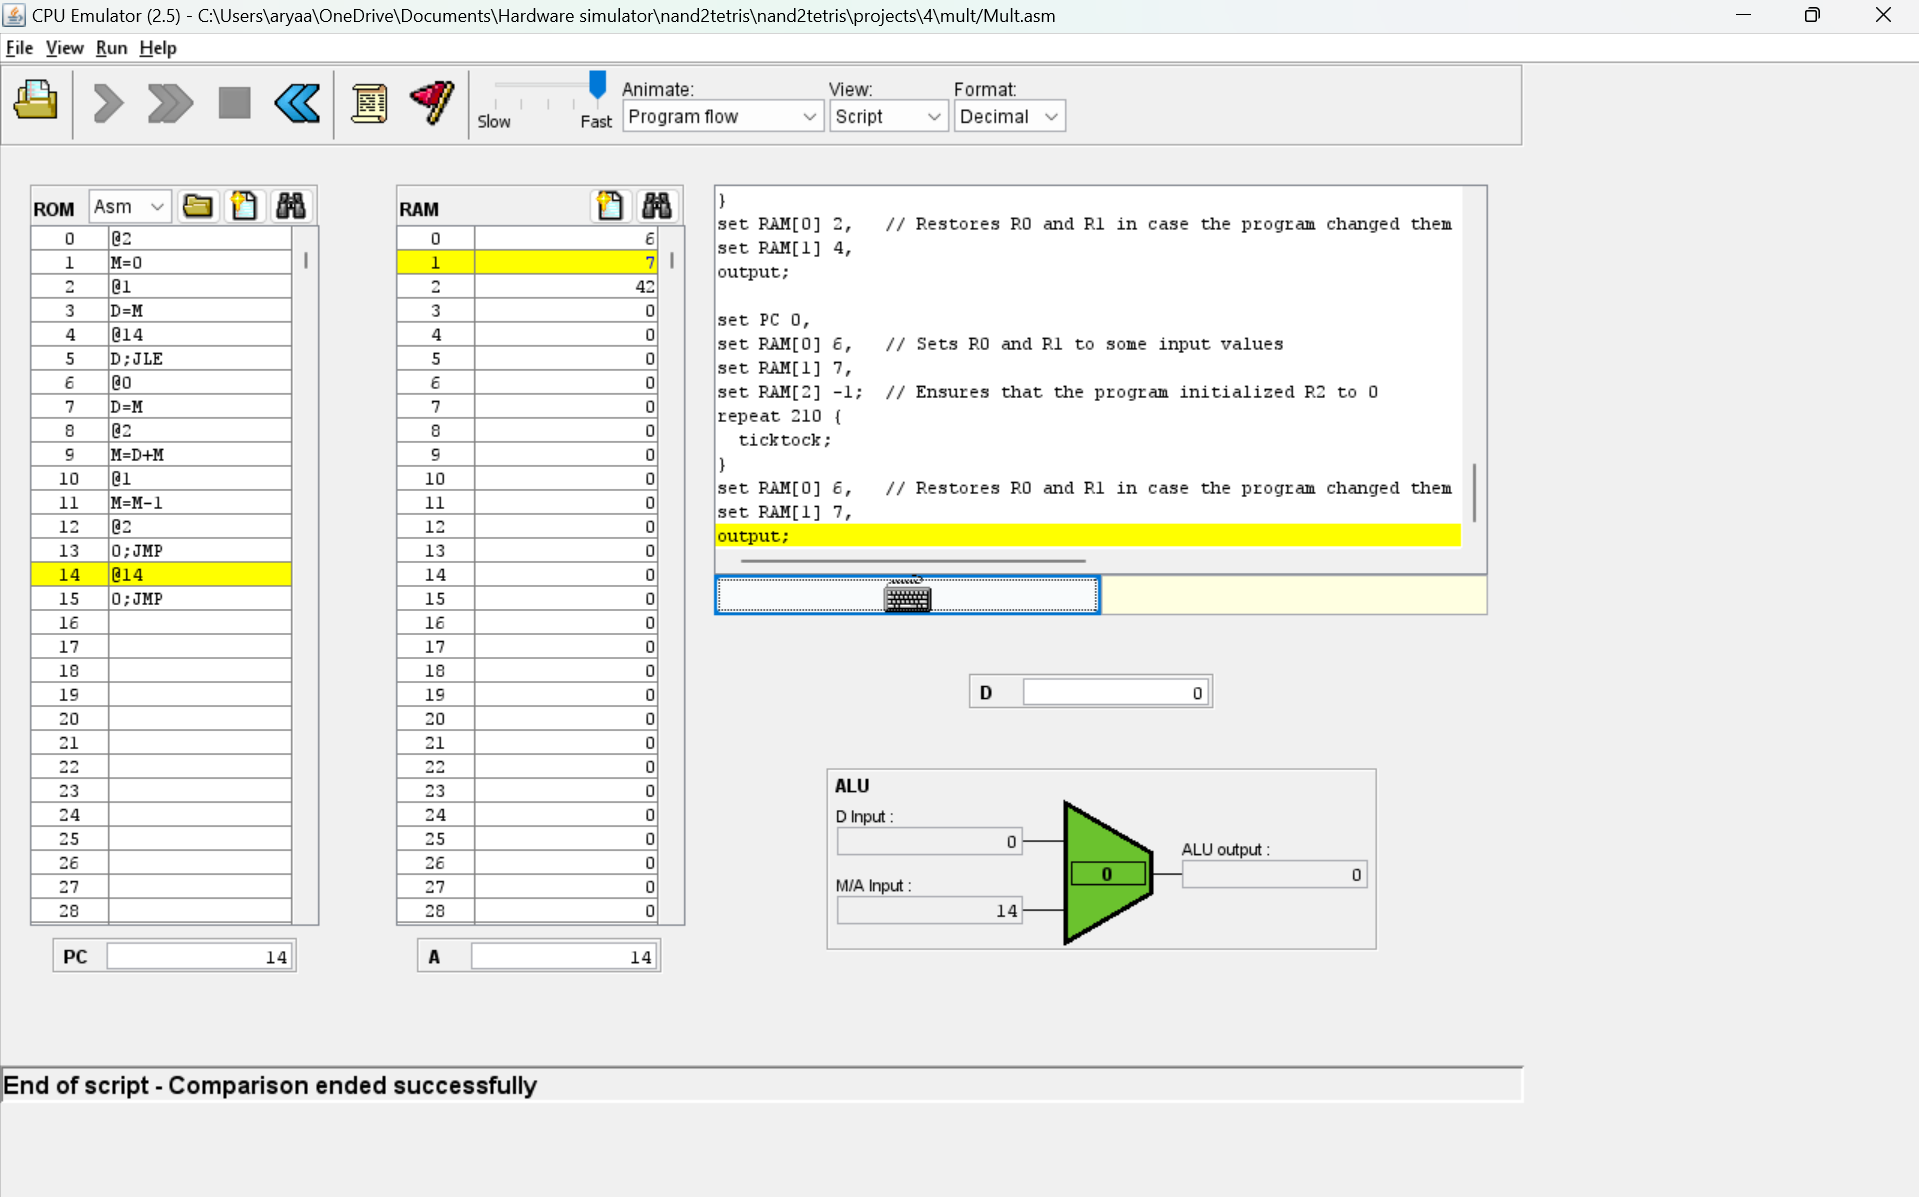 CPU Emulator (2.5) - C:\Users\aryaa\OneDrive\Documents\Hardware simulator\nand2tetris\nand2tetris\projects\4\mult/Mult.asm
File View Run Help
Slow Fast
Animate:
Program flow
View:
Script
Format:
Decimal
ROM Asm
0 @2
1 M=0
2 @1
3 D=M
4 @14
5 D;JLE
6 @0
7 D=M
8 @2
9 M=D+M
10 @1
11 M=M-1
12 @2
13 0;JMP
14 @14
15 0;JMP
16
17
18
19
20
21
22
23
24
25
26
27
28
PC 14
RAM
0 6
1 7
2 42
3 0
4 0
5 0
6 0
7 0
8 0
9 0
10 0
11 0
12 0
13 0
14 0
15 0
16 0
17 0
18 0
19 0
20 0
21 0
22 0
23 0
24 0
25 0
26 0
27 0
28 0
A 14
}
set RAM[0] 2,   // Restores R0 and R1 in case the program changed them
set RAM[1] 4,
output;
set PC 0,
set RAM[0] 6,   // Sets R0 and R1 to some input values
set RAM[1] 7,
set RAM[2] -1;  // Ensures that the program initialized R2 to 0
repeat 210 {
  ticktock;
}
set RAM[0] 6,   // Restores R0 and R1 in case the program changed them
set RAM[1] 7,
output;
D 0
ALU
D Input :
0
M/A Input :
14
0
ALU output :
0
End of script - Comparison ended successfully